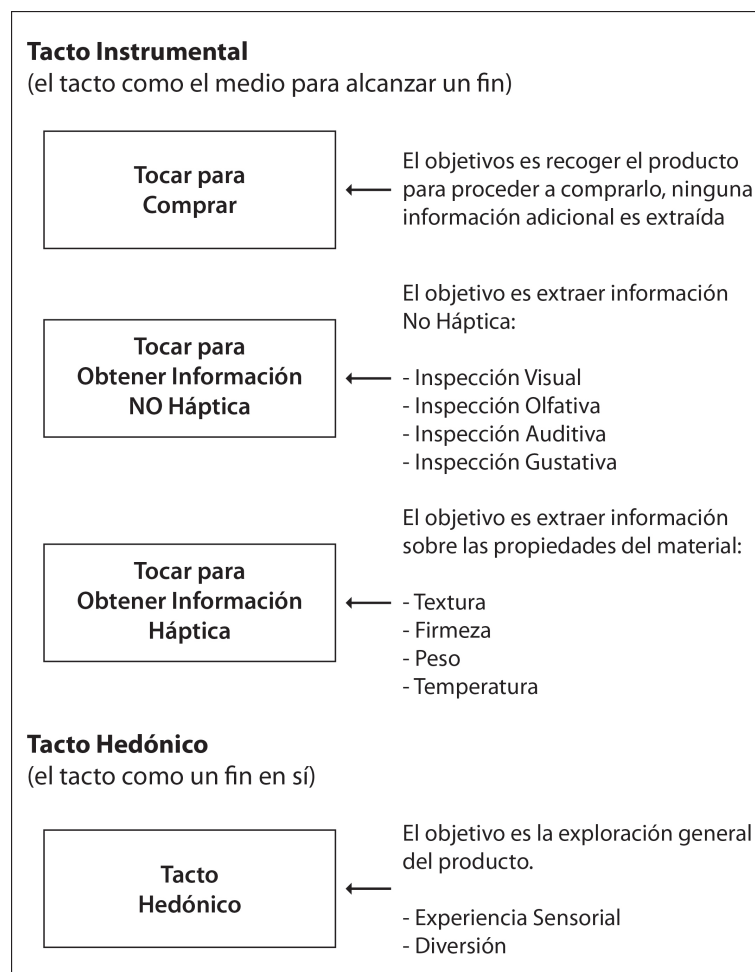 Tacto Instrumental
(el tacto como el medio para alcanzar un fin)
Tocar para
Comprar
El objetivos es recoger el producto
para proceder a comprarlo, ninguna
información adicional es extraída
Tocar para
Obtener Información
NO Háptica
El objetivo es extraer información
No Háptica:
- Inspección Visual
- Inspección Olfativa
- Inspección Auditiva
- Inspección Gustativa
Tocar para
Obtener Información
Háptica
El objetivo es extraer información
sobre las propiedades del material:
- Textura
- Firmeza
- Peso
- Temperatura
Tacto Hedónico
(el tacto como un fin en sí)
Tacto
Hedónico
El objetivo es la exploración general
del producto.
- Experiencia Sensorial
- Diversión